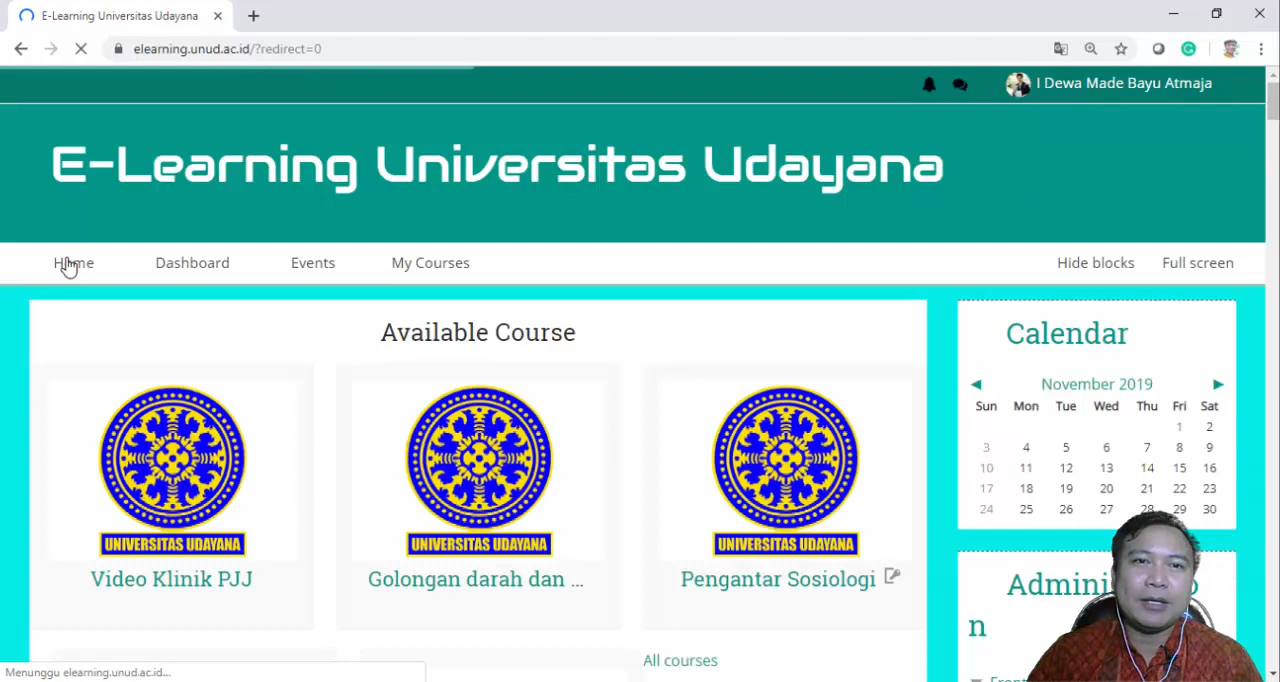 E-Learning Universitas Udayana
elearning.unud.ac.id/?redirect=0
I Dewa Made Bayu Atmaja
E-Learning Universitas Udayana
Home Dashboard Events My Courses Hide blocks Full screen
Available Course
UNIVERSITAS UDAYANA
Video Klinik PJJ
UNIVERSITAS UDAYANA
Golongan darah dan ...
UNIVERSITAS UDAYANA
Pengantar Sosiologi
All courses
Calendar
◀ November 2019 ▶
Sun Mon Tue Wed Thu Fri Sat
1 2
3 4 5 6 7 8 9
10 11 12 13 14 15 16
17 18 19 20 21 22 23
24 25 26 27 28 29 30
Menunggu elearning.unud.ac.id...